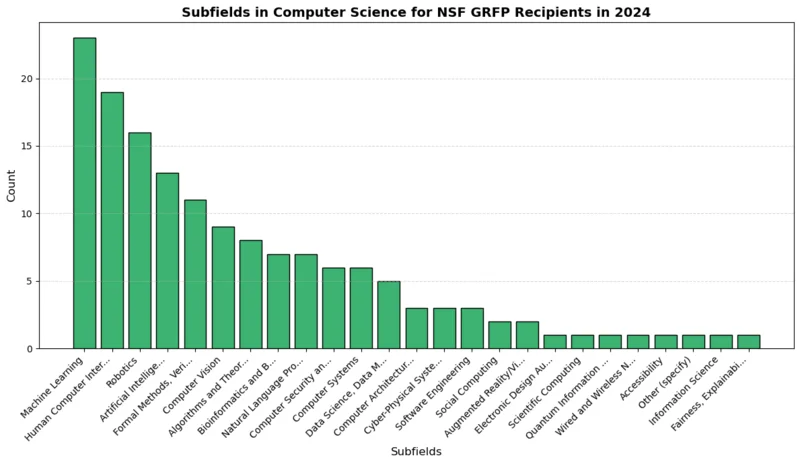 Subfields in Computer Science for NSF GRFP Recipients in 2024
Count
20
15
10
5
0
Machine Learning
Human Computer Inter...
Robotics
Artificial Intellige...
Formal Methods, Veri...
Computer Vision
Algorithms and Theor...
Bioinformatics and B...
Natural Language Pro...
Computer Security an...
Computer Systems
Data Science, Data M...
Computer Architectur...
Cyber-Physical Syste...
Software Engineering
Social Computing
Augmented Reality/Vi...
Electronic Design Au...
Scientific Computing
Quantum Information ...
Wired and Wireless N...
Accessibility
Other (specify)
Information Science
Fairness, Explainabi...
Subfields